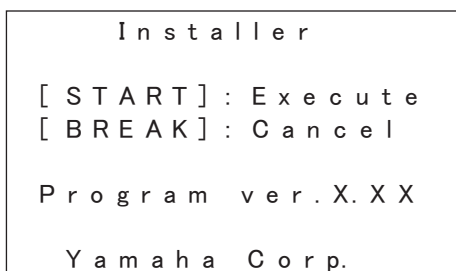 Installer
[START]: Execute
[BREAK]: Cancel
Program ver.X.XX
Yamaha Corp.